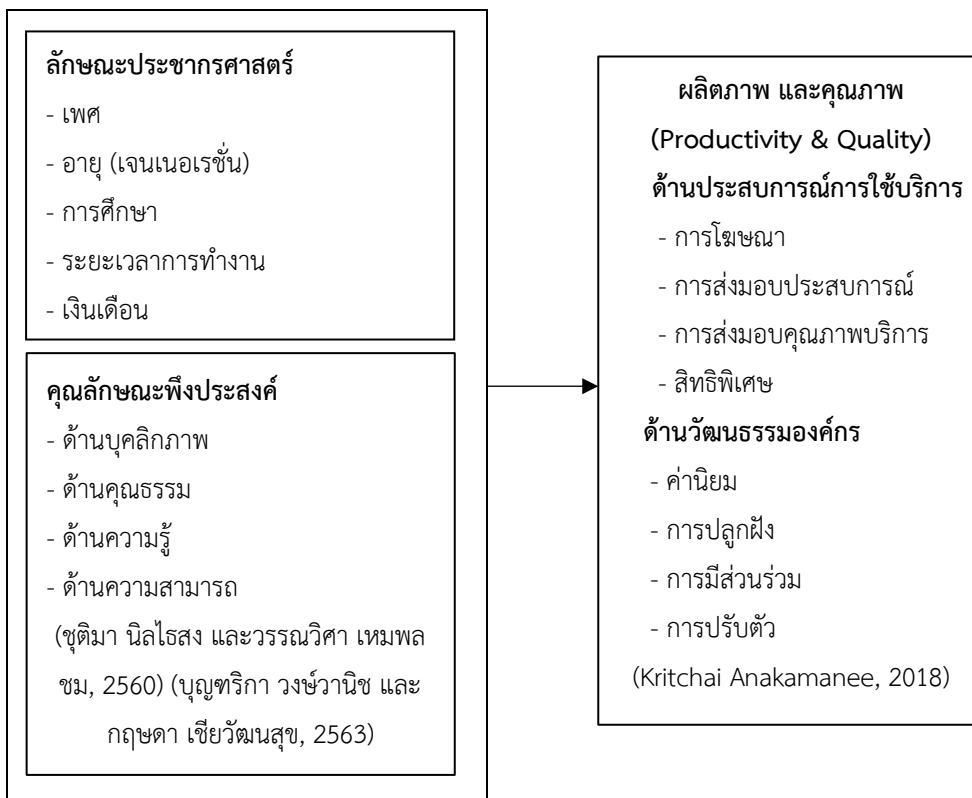 ลักษณะประชากรศาสตร์
- เพศ
- อายุ (เจนเนอเรชั่น)
- การศึกษา
- ระยะเวลาการทำงาน
- เงินเดือน
คุณลักษณะพึงประสงค์
- ด้านบุคลิกภาพ
- ด้านคุณธรรม
- ด้านความรู้
- ด้านความสามารถ
(ชุติมา นิลไธสง และวรรณวิศา เหมพล
ชม, 2560) (บุญฑริกา วงษ์วานิช และ
กฤษดา เชียวัฒนสุข, 2563)
ผลิตภาพ และคุณภาพ
(Productivity & Quality)
ด้านประสบการณ์การใช้บริการ
- การโฆษณา
- การส่งมอบประสบการณ์
- การส่งมอบคุณภาพบริการ
- สิทธิพิเศษ
ด้านวัฒนธรรมองค์กร
- ค่านิยม
- การปลูกฝัง
- การมีส่วนร่วม
- การปรับตัว
(Kritchai Anakamanee, 2018)